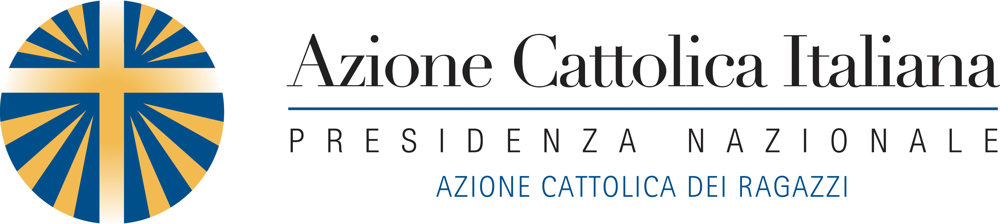 Azione Cattolica Italiana
PRESIDENZA NAZIONALE
AZIONE CATTOLICA DEI RAGAZZI